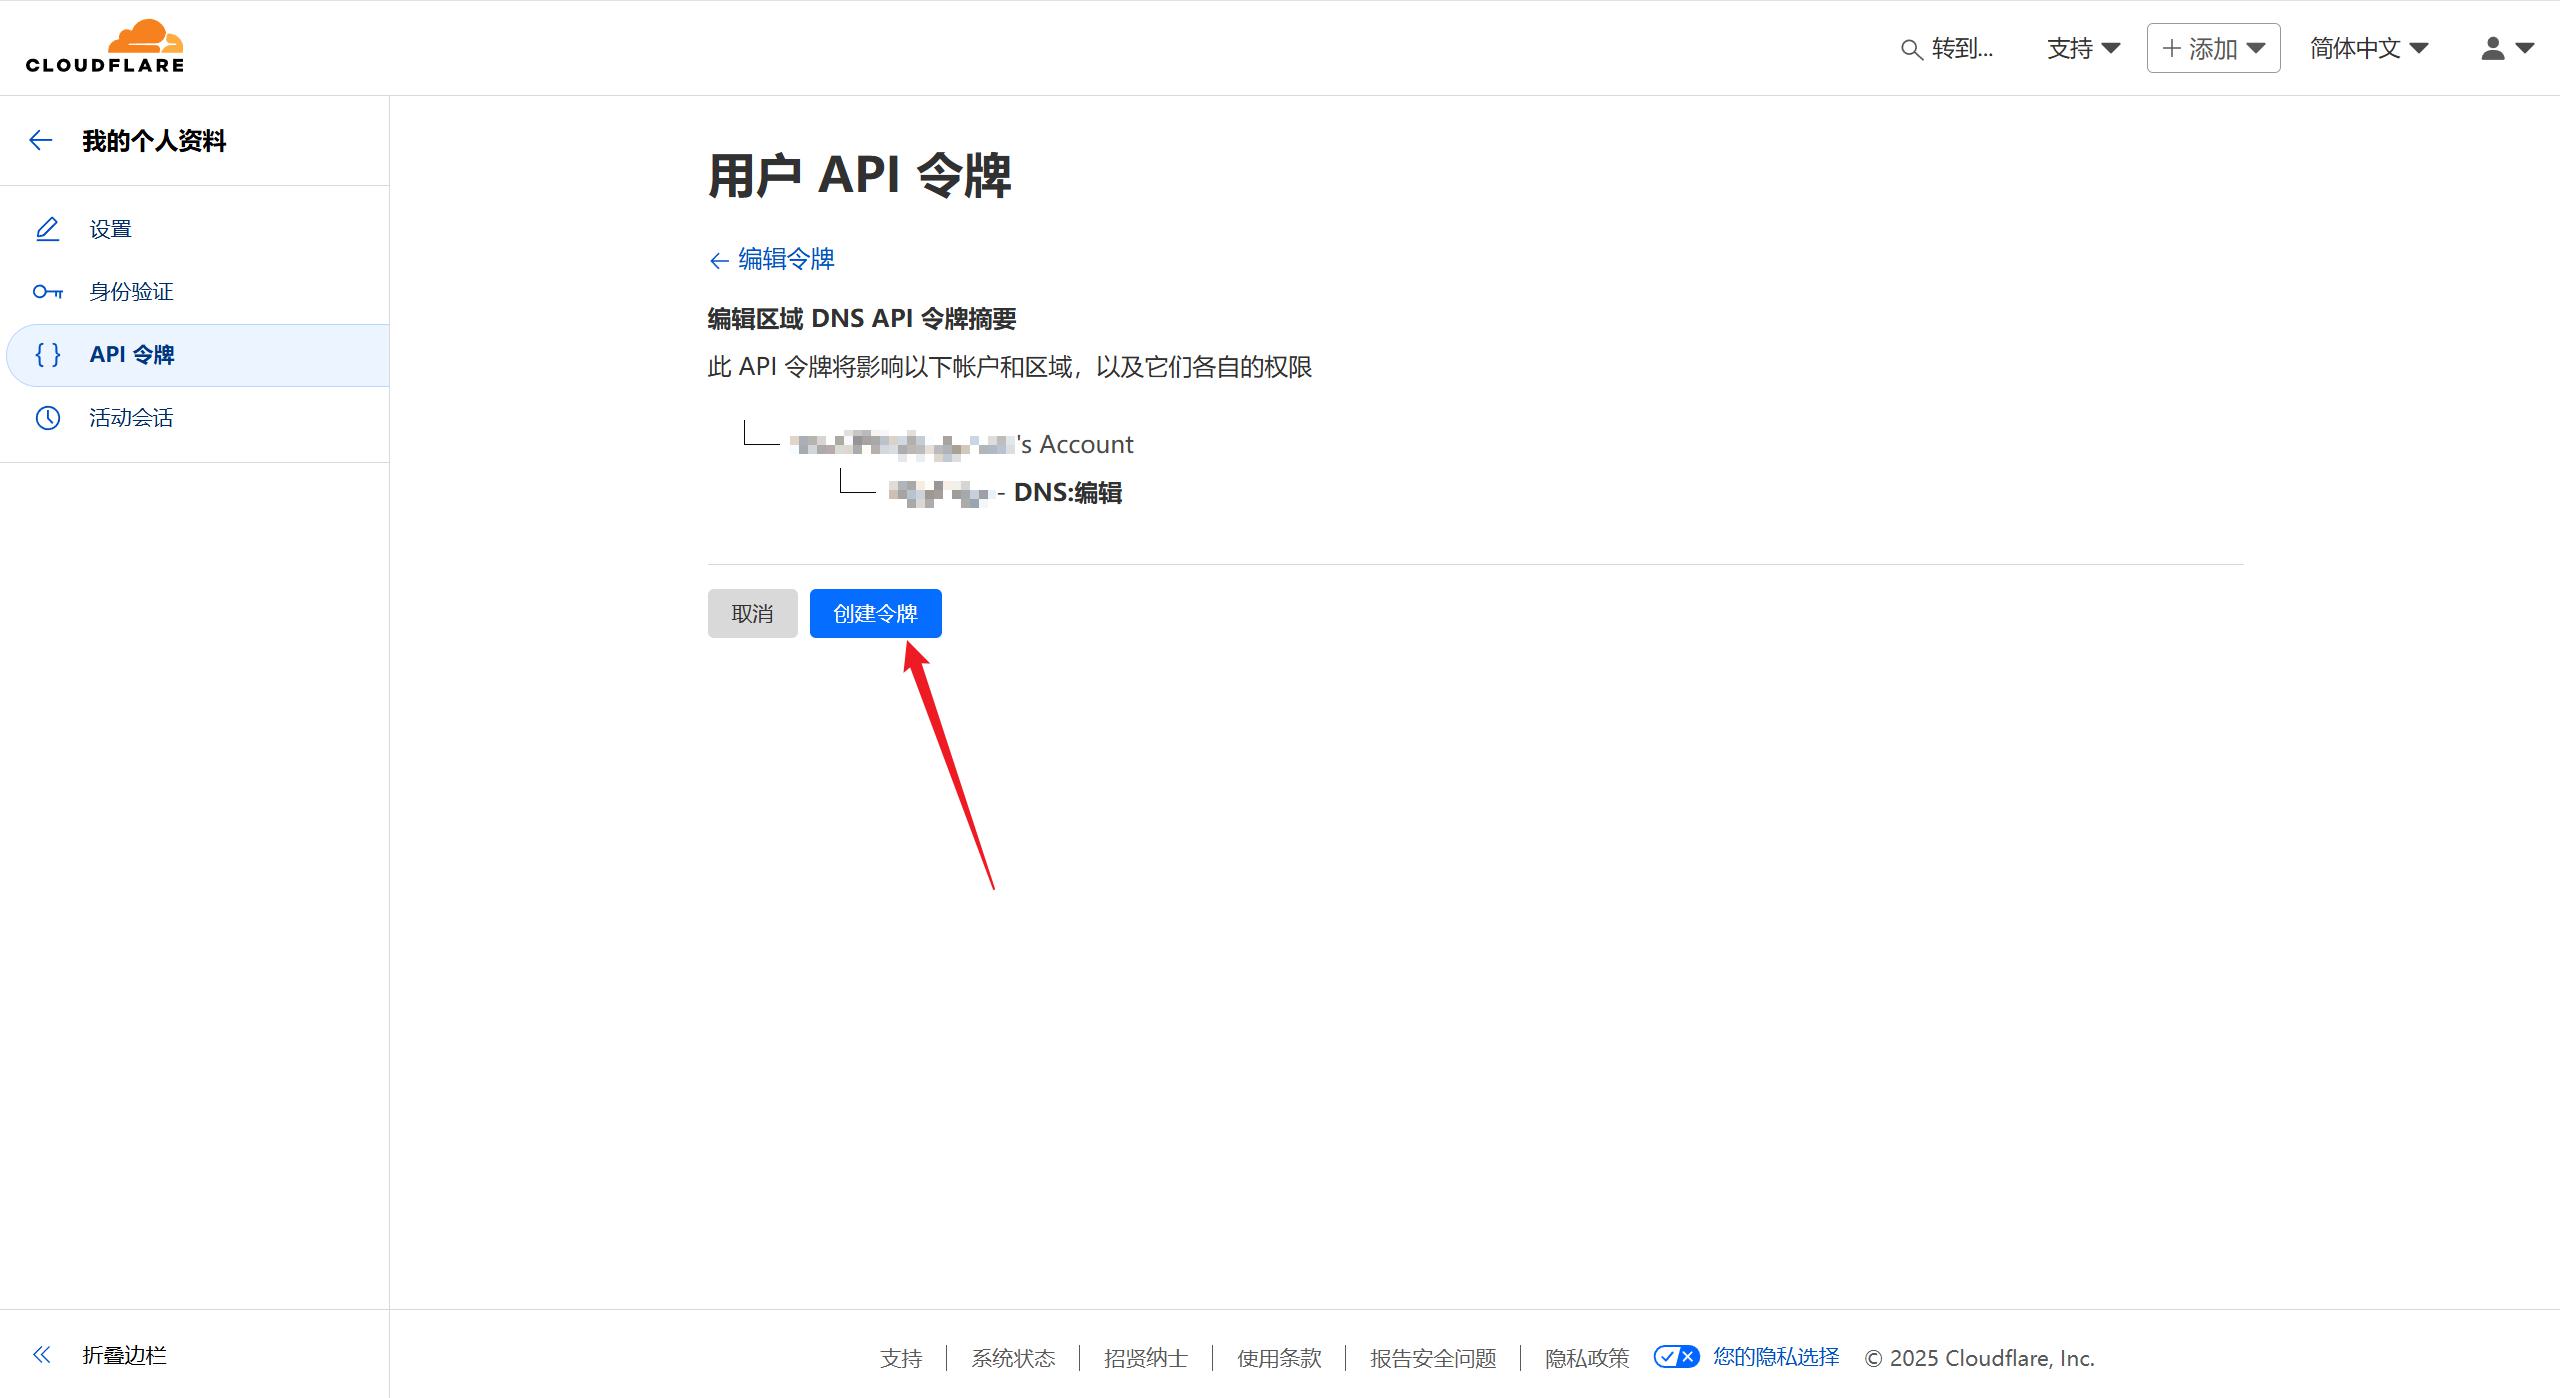 CLOUDFLARE
转到...
支持
添加
简体中文
我的个人资料
设置
身份验证
API 令牌
活动会话
用户 API 令牌
编辑令牌
编辑区域 DNS API 令牌摘要
此 API 令牌将影响以下帐户和区域，以及它们各自的权限
's Account
- DNS:编辑
取消
创建令牌
折叠边栏
支持
系统状态
招贤纳士
使用条款
报告安全问题
隐私政策
您的隐私选择
© 2025 Cloudflare, Inc.